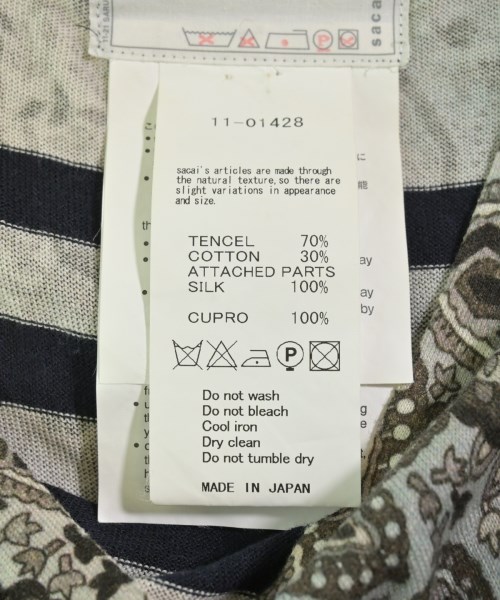 sacai
11-01428
sacai's articles are made through
the natural texture, so there are
slight variations in appearance
and size.
TENCEL 70%
COTTON 30%
ATTACHED PARTS
SILK 100%
CUPRO 100%
P
Do not wash
Do not bleach
Cool iron
Dry clean
Do not tumble dry
MADE IN JAPAN